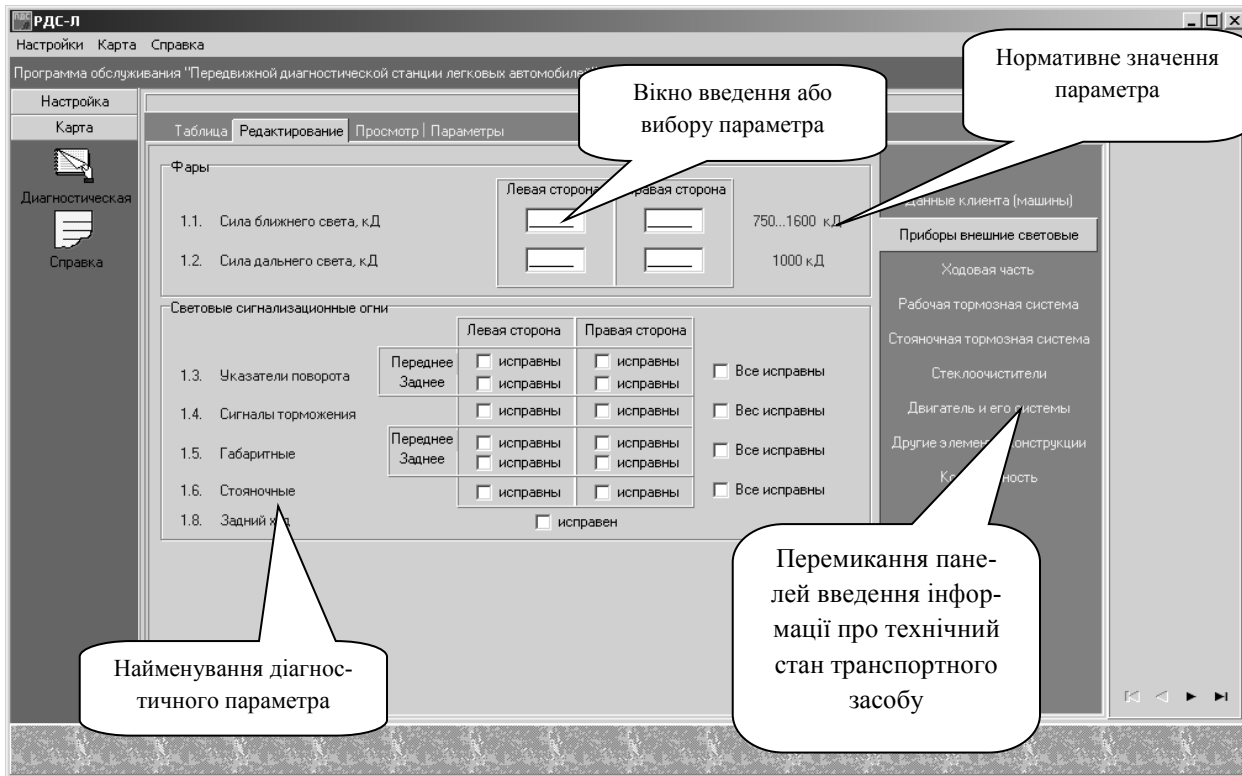 РДС-Л
Настройки Карта Справка
Программа обслуживания "Передвижной диагностической станции легковых автомобилей"
Нормативне значення
параметра
Вікно введення або
вибору параметра
Настройка
Карта
Диагностическая
Справка
Таблица Редактирование Просмотр Параметры
Фары
Левая сторона Правая сторона
1.1. Сила ближнего света, кД 750...1600 кД
1.2. Сила дальнего света, кД 1000 кД
Световые сигнализационные огни
Левая сторона Правая сторона
1.3. Указатели поворота
Переднее исправны исправны
Заднее исправны исправны
Все исправны
1.4. Сигналы торможения исправны исправны Вес исправны
1.5. Габаритные
Переднее исправны исправны
Заднее исправны исправны
Все исправны
1.6. Стояночные исправны исправны Все исправны
1.8. Задний исправен
Данные клиента (машины)
Приборы внешние световые
Ходовая часть
Рабочая тормозная система
Стояночная тормозная система
Стеклоочистители
Двигатель и его системы
Другие конструкции
Перемикання пане-
лей введення інфор-
мації про технічний
стан транспортного
засобу
Найменування діагнос-
тичного параметра